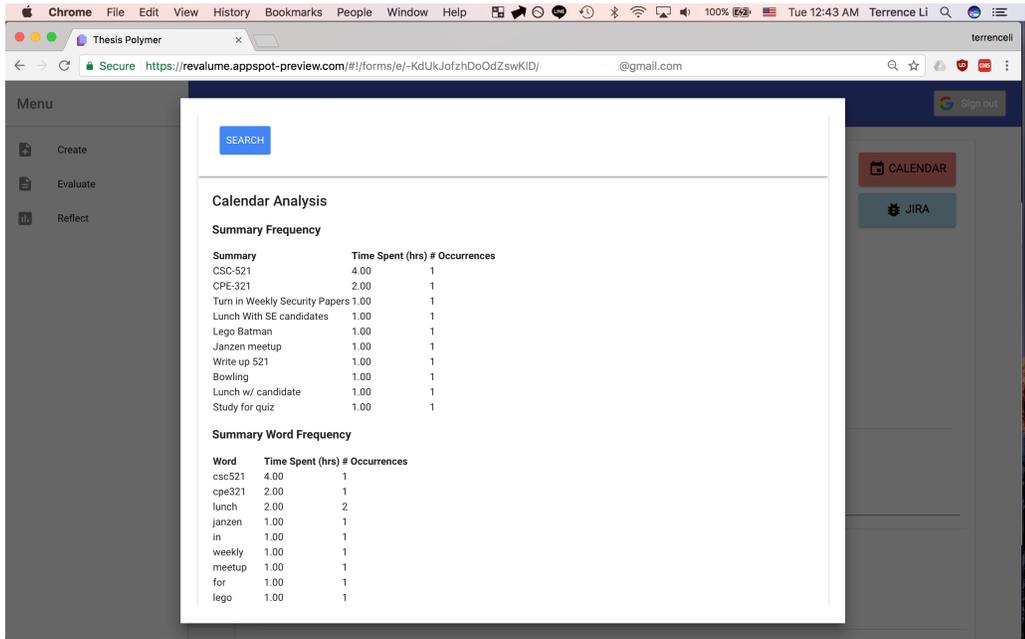 Chrome File Edit View History Bookmarks People Window Help 100% Tue 12:43 AM Terrence Li
Thesis Polymer
terrenceli
Secure https://revalume.appspot-preview.com/#!/forms/e/-KdUkJofzhDoOdZswKlD/ @gmail.com
Menu
Sign out
Create
Evaluate
Reflect
CALENDAR
JIRA
SEARCH
Calendar Analysis
Summary Frequency
Summary Time Spent (hrs) # Occurrences
CSC-521 4.00 1
CPE-321 2.00 1
Turn in Weekly Security Papers 1.00 1
Lunch With SE candidates 1.00 1
Lego Batman 1.00 1
Janzen meetup 1.00 1
Write up 521 1.00 1
Bowling 1.00 1
Lunch w/ candidate 1.00 1
Study for quiz 1.00 1
Summary Word Frequency
Word Time Spent (hrs) # Occurrences
csc521 4.00 1
cpe321 2.00 1
lunch 2.00 2
janzen 1.00 1
in 1.00 1
weekly 1.00 1
meetup 1.00 1
for 1.00 1
lego 1.00 1